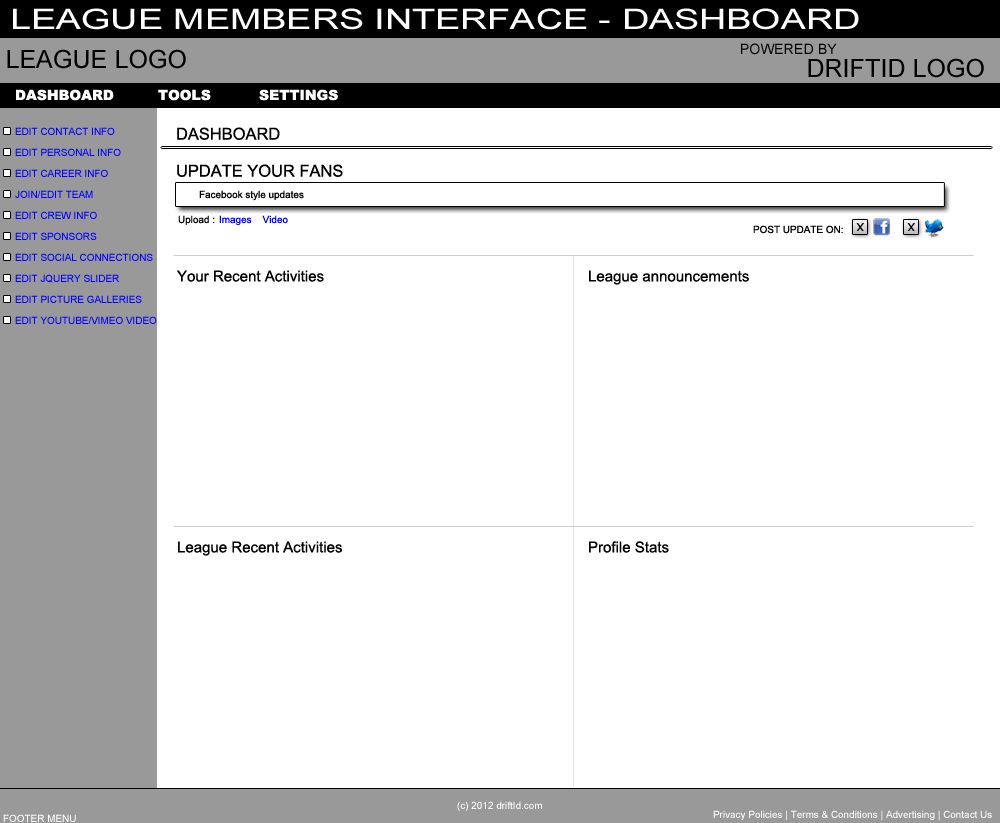 LEAGUE MEMBERS INTERFACE - DASHBOARD
LEAGUE LOGO
POWERED BY
DRIFTID LOGO
DASHBOARD TOOLS SETTINGS
EDIT CONTACT INFO
EDIT PERSONAL INFO
EDIT CAREER INFO
JOIN/EDIT TEAM
EDIT CREW INFO
EDIT SPONSORS
EDIT SOCIAL CONNECTIONS
EDIT JQUERY SLIDER
EDIT PICTURE GALLERIES
EDIT YOUTUBE/VIMEO VIDEO
DASHBOARD
UPDATE YOUR FANS
Facebook style updates
Upload : Images Video
POST UPDATE ON: X f X
Your Recent Activities
League announcements
League Recent Activities
Profile Stats
(c) 2012 driftId.com
FOOTER MENU
Privacy Policies | Terms & Conditions | Advertising | Contact Us